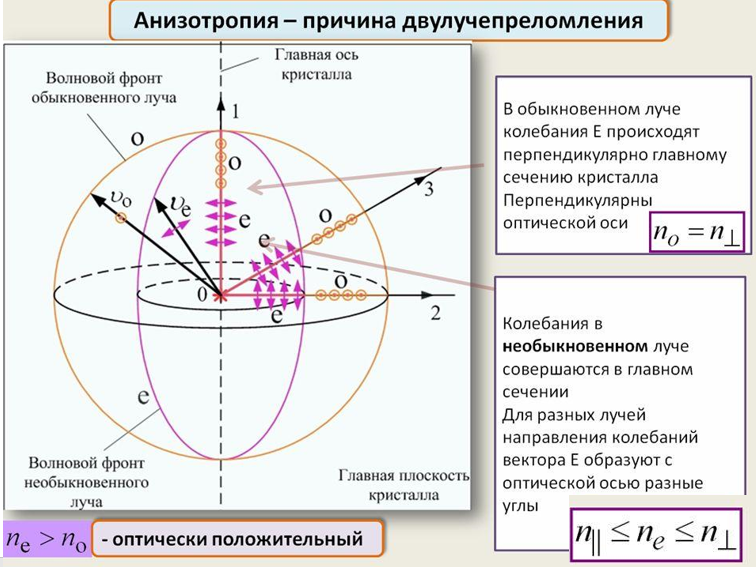 Анизотропия – причина двулучепреломления
Главная ось
кристалла
Волновой фронт
обыкновенного луча
1
о
о
υо
υе
е
е
о
3
о
0
е
2
е
Волновой фронт
необыкновенного
луча
Главная плоскость
кристалла
В обыкновенном луче
колебания Е происходят
перпендикулярно главному
сечению кристалла
Перпендикулярны
оптической оси
nₒ = n⊥
Колебания в
необыкновенном луче
совершаются в главном
сечении
Для разных лучей
направления колебаний
вектора Е образуют с
оптической осью разные
углы
n∥ ≤ nₑ ≤ n⊥
nₑ > nₒ - оптически положительный